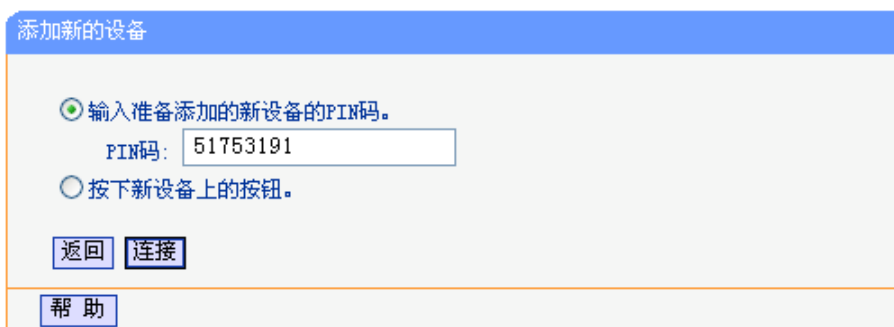 添加新的设备
输入准备添加的新设备的PIN码。
PIN码: 51753191
按下新设备上的按钮。
返回 连接
帮 助